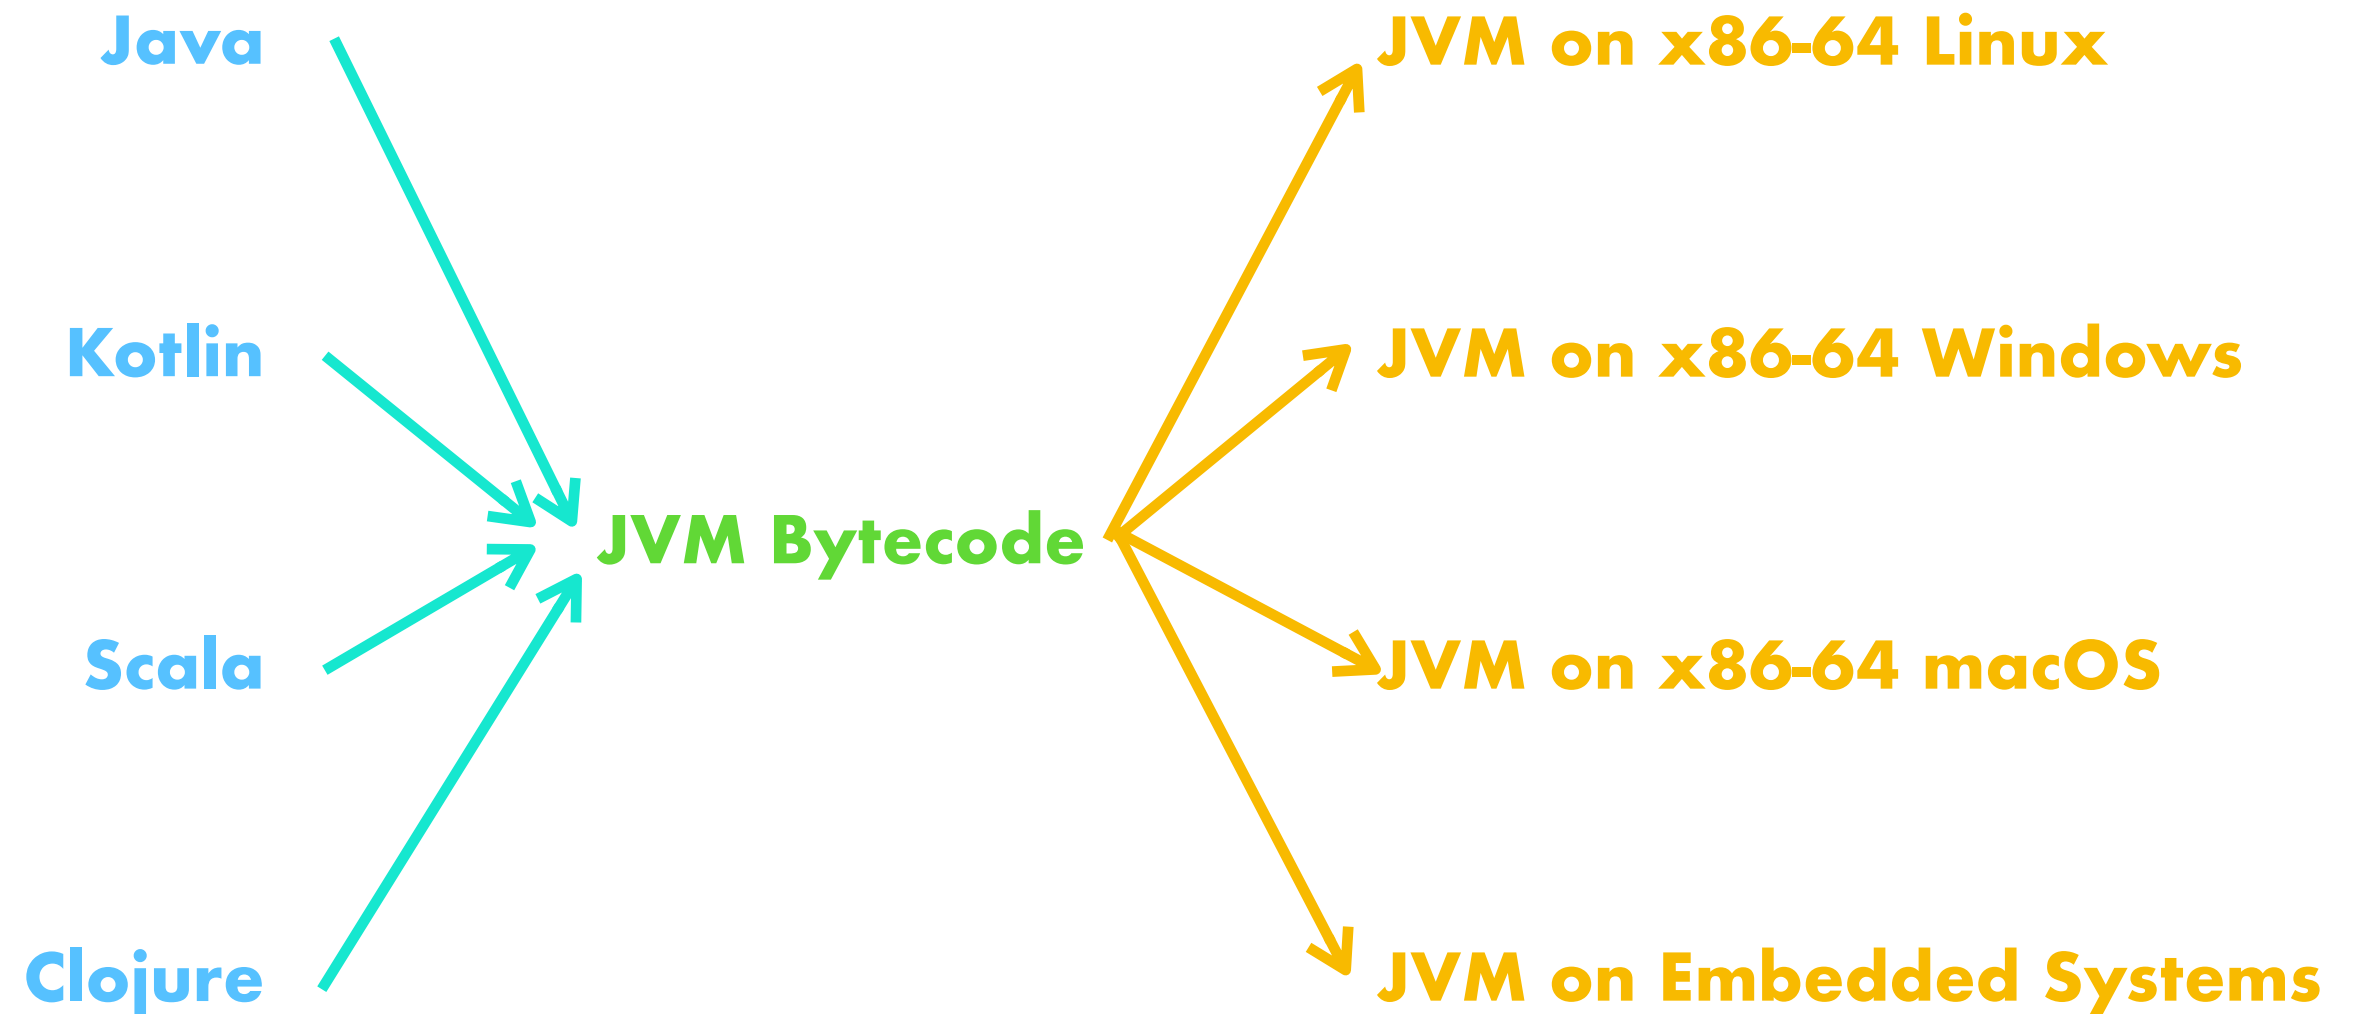 Java
Kotlin
Scala
Clojure
JVM Bytecode
JVM on x86-64 Linux
JVM on x86-64 Windows
JVM on x86-64 macOS
JVM on Embedded Systems